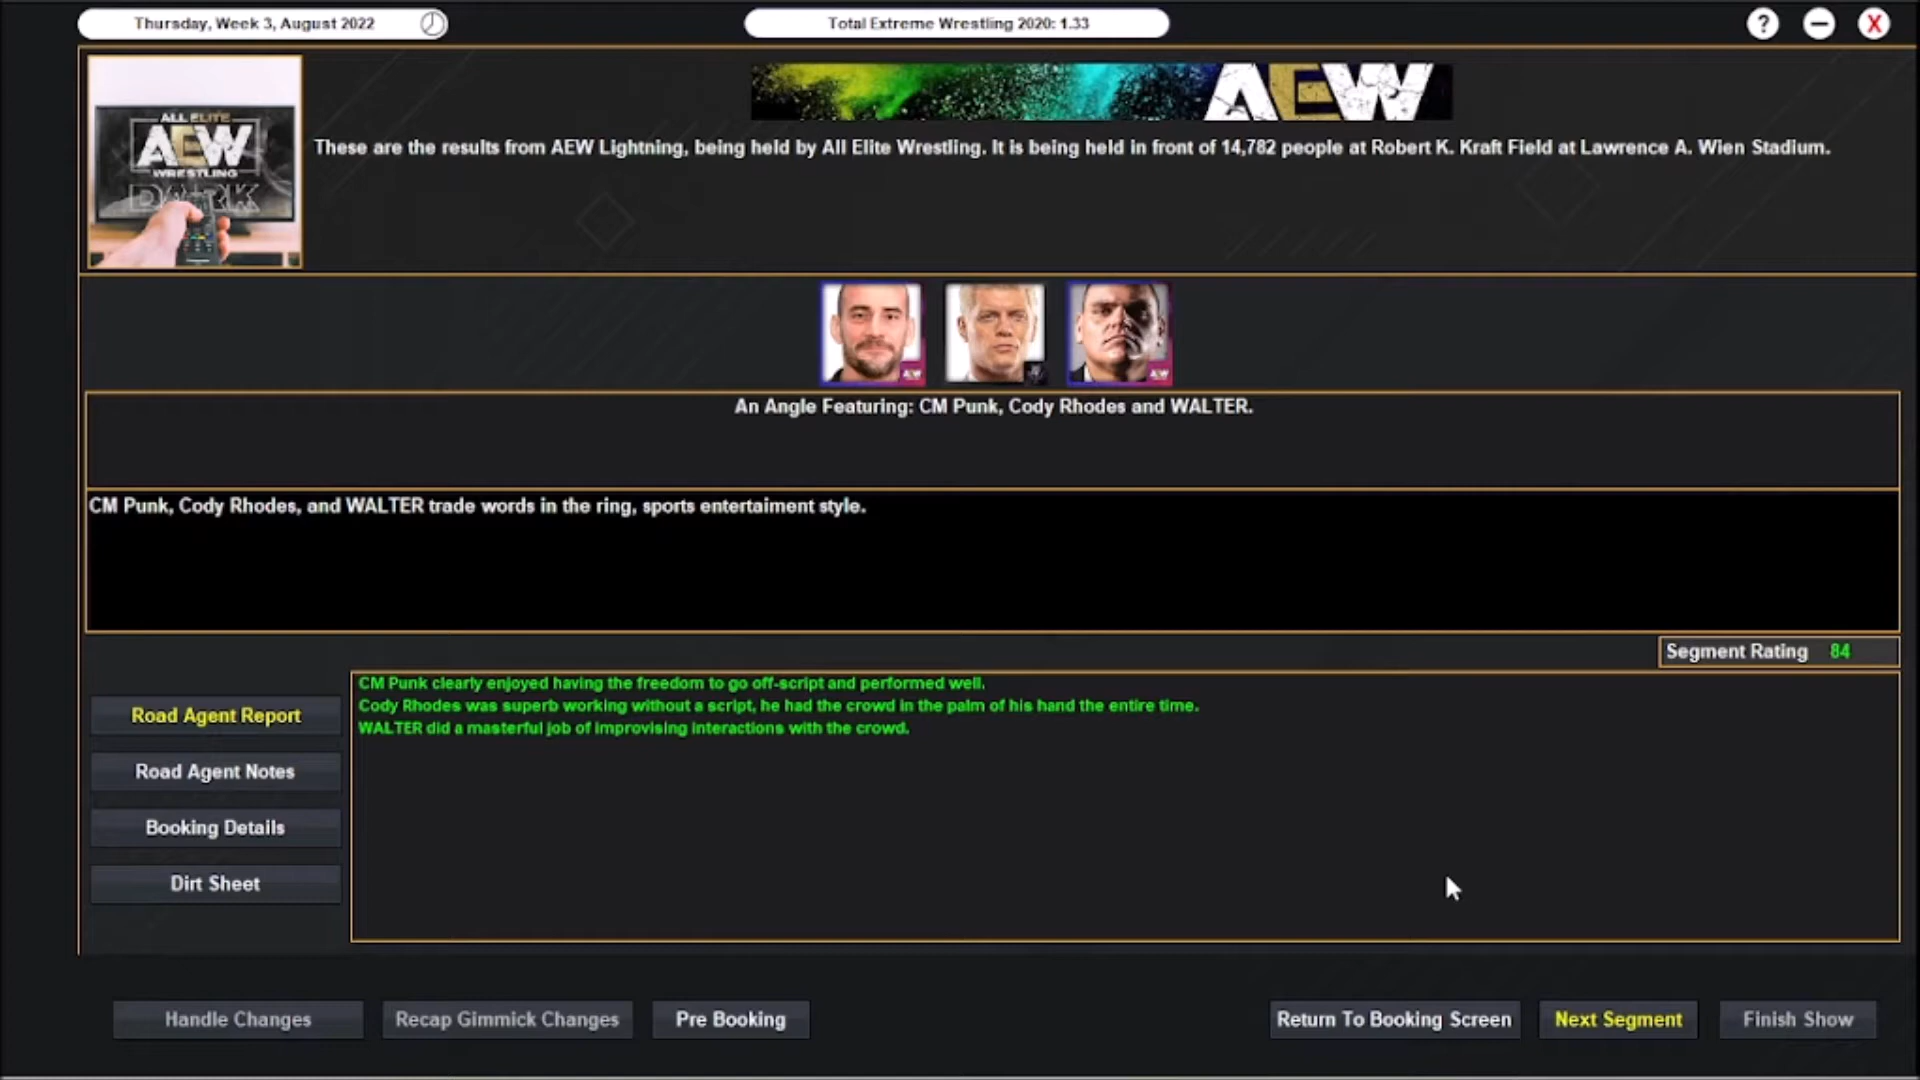 Thursday, Week 3, August 2022
Total Extreme Wrestling 2020: 1.33
?
X
AEW
ALL ELITE
AEW
WRESTLING
DARK
These are the results from AEW Lightning, being held by All Elite Wrestling. It is being held in front of 14,782 people at Robert K. Kraft Field at Lawrence A. Wien Stadium.
AEW
AEW
An Angle Featuring: CM Punk, Cody Rhodes and WALTER.
CM Punk, Cody Rhodes, and WALTER trade words in the ring, sports entertaiment style.
Segment Rating 84
Road Agent Report
Road Agent Notes
Booking Details
Dirt Sheet
CM Punk clearly enjoyed having the freedom to go off-script and performed well.
Cody Rhodes was superb working without a script, he had the crowd in the palm of his hand the entire time.
WALTER did a masterful job of improvising interactions with the crowd.
Handle Changes
Recap Gimmick Changes
Pre Booking
Return To Booking Screen
Next Segment
Finish Show